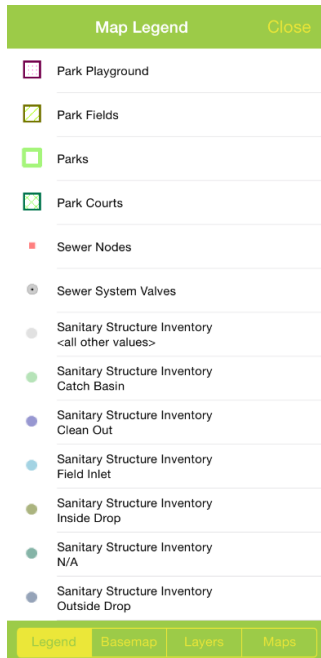 Map Legend Close
Park Playground
Park Fields
Parks
Park Courts
Sewer Nodes
Sewer System Valves
Sanitary Structure Inventory
<all other values>
Sanitary Structure Inventory
Catch Basin
Sanitary Structure Inventory
Clean Out
Sanitary Structure Inventory
Field Inlet
Sanitary Structure Inventory
Inside Drop
Sanitary Structure Inventory
N/A
Sanitary Structure Inventory
Outside Drop
Legend Basemap Layers Maps